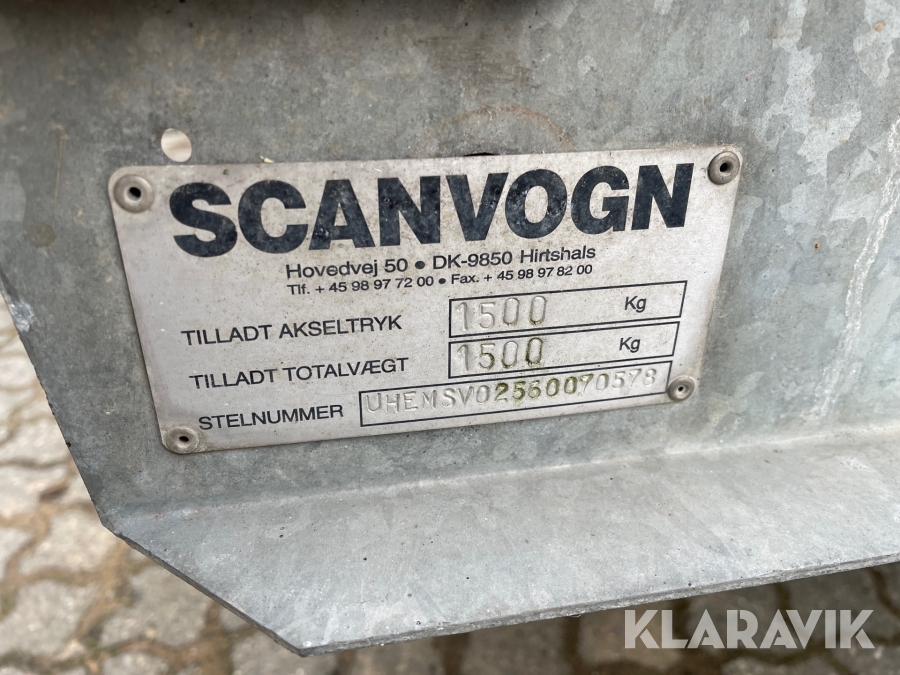 KLARAVIK
SCANVOGN
Hovedvej 50 • DK-9850 Hirtshals
Tlf. + 45 98 97 72 00 • Fax. + 45 98 97 82 00
TILLADT AKSELTRYK 1500 Kg
TILLADT TOTALVÆGT 1500 Kg
STELNUMMER UHEMSV02560070578
KLARAVIK